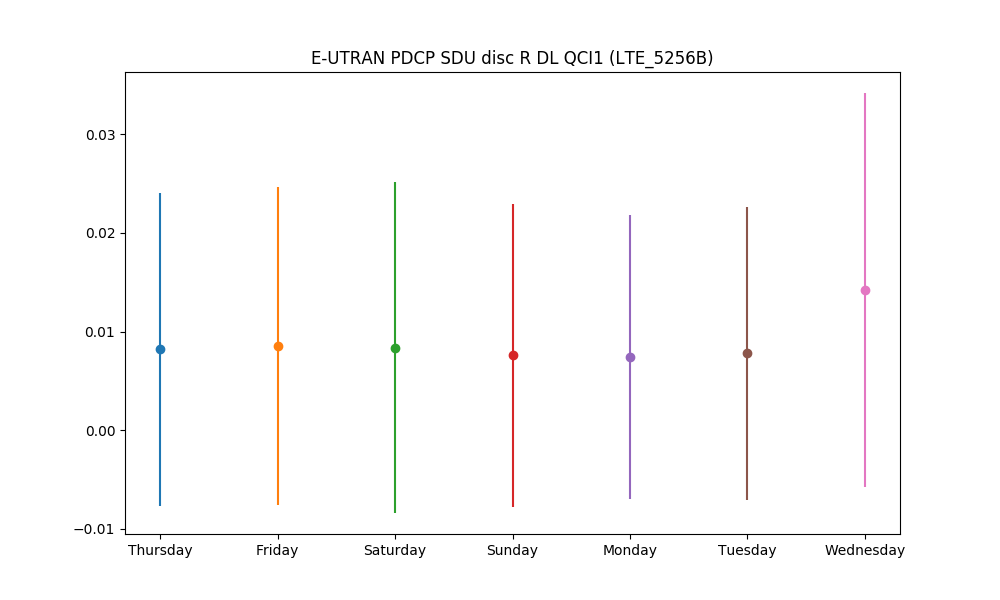 E-UTRAN PDCP SDU disc R DL QCI1 (LTE_5256B)
0.03
0.02
0.01
0.00
−0.01
Thursday Friday Saturday Sunday Monday Tuesday Wednesday